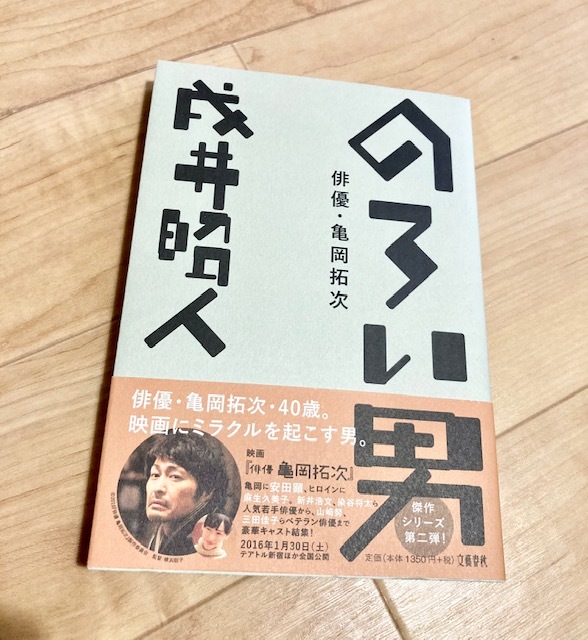 のろい男
俳優・亀岡拓次
戌井昭人
俳優・亀岡拓次・40歳。
映画にミラクルを起こす男。
映画
『俳優 亀岡拓次』
亀岡に安田顕、ヒロインに
麻生久美子。新井浩文、染谷将太ら
人気若手俳優から、山﨑努、
三田佳子らベテラン俳優まで
豪華キャスト結集!
2016年1月30日(土)
テアトル新宿ほか全国公開
傑作
シリーズ
第二弾!
定価(本体1350円+税) 文藝春秋